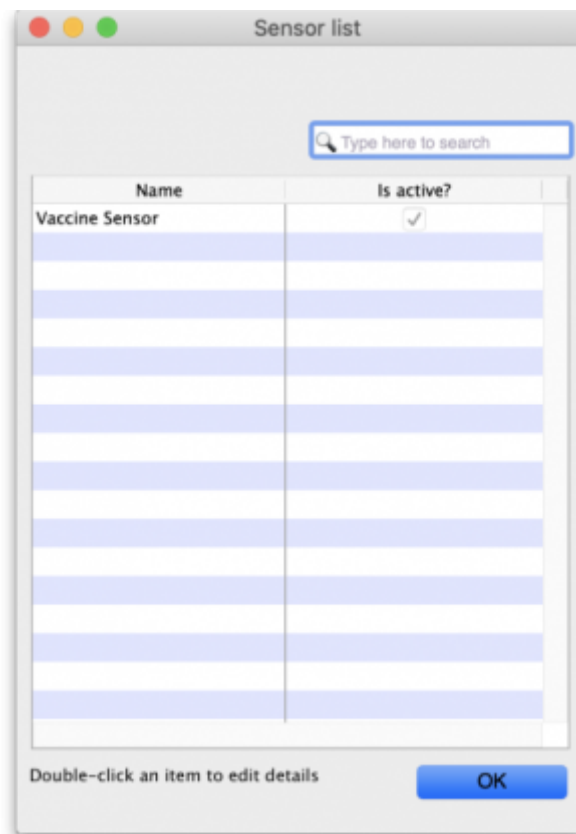 Sensor list
Type here to search
Name Is active?
Vaccine Sensor
Double-click an item to edit details
OK